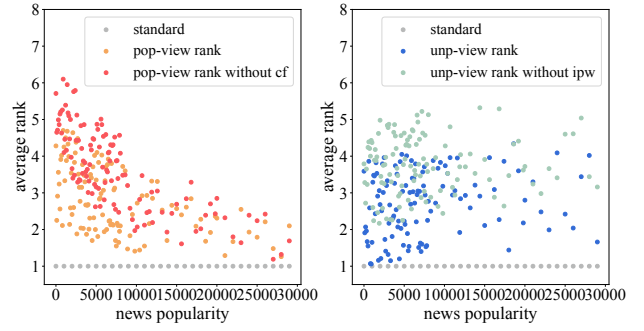 8
7
6
5
4
3
2
1
average rank
standard
pop-view rank
pop-view rank without cf
0 5000 10000 15000 20000 25000 30000
news popularity
8
7
6
5
4
3
2
1
average rank
standard
unp-view rank
unp-view rank without ipw
0 5000 10000 15000 20000 25000 30000
news popularity